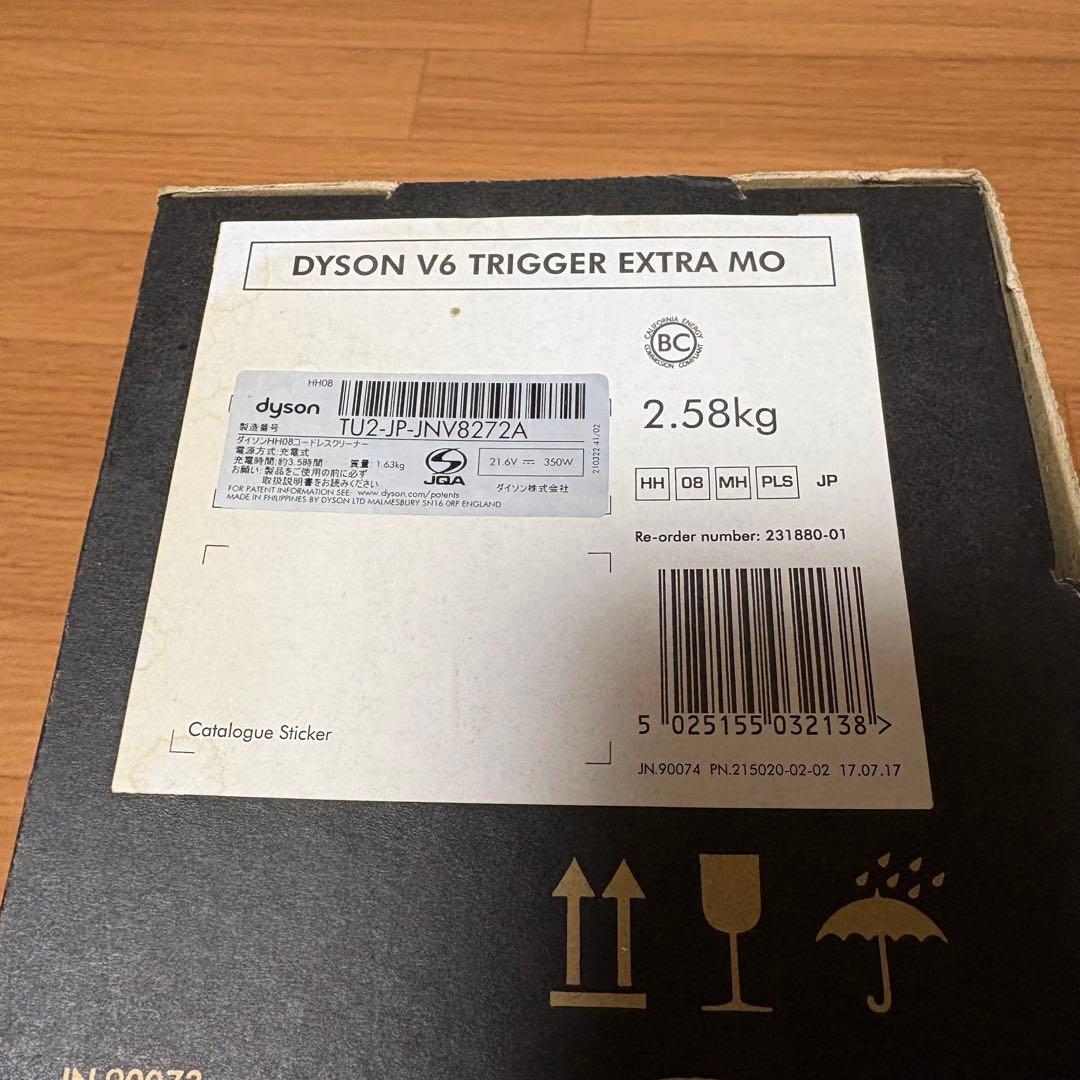 DYSON V6 TRIGGER EXTRA MO
CALIFORNIA ENERGY
BC
COMMISSION COMPLIANT
HH08
dyson
製造番号
TU2-JP-JNV8272A
ダイソンHH08コードレスクリーナー
電源方式:充電式
充電時間:約3.5時間 質量:1.63kg
お願い:製品をご使用の前に必ず
取扱説明書をお読みください
JQA
21.6V 350W
ダイソン株式会社
210322 41/02
FOR PATENT INFORMATION SEE: www.dyson.com/patents
MADE IN PHILIPPINES BY DYSON LTD MALMESBURY SN16 0RP ENGLAND
2.58kg
HH 08 MH PLS JP
Re-order number: 231880-01
5 025155 032138 >
JN.90074 PN.215020-02-02 17.07.17
Catalogue Sticker